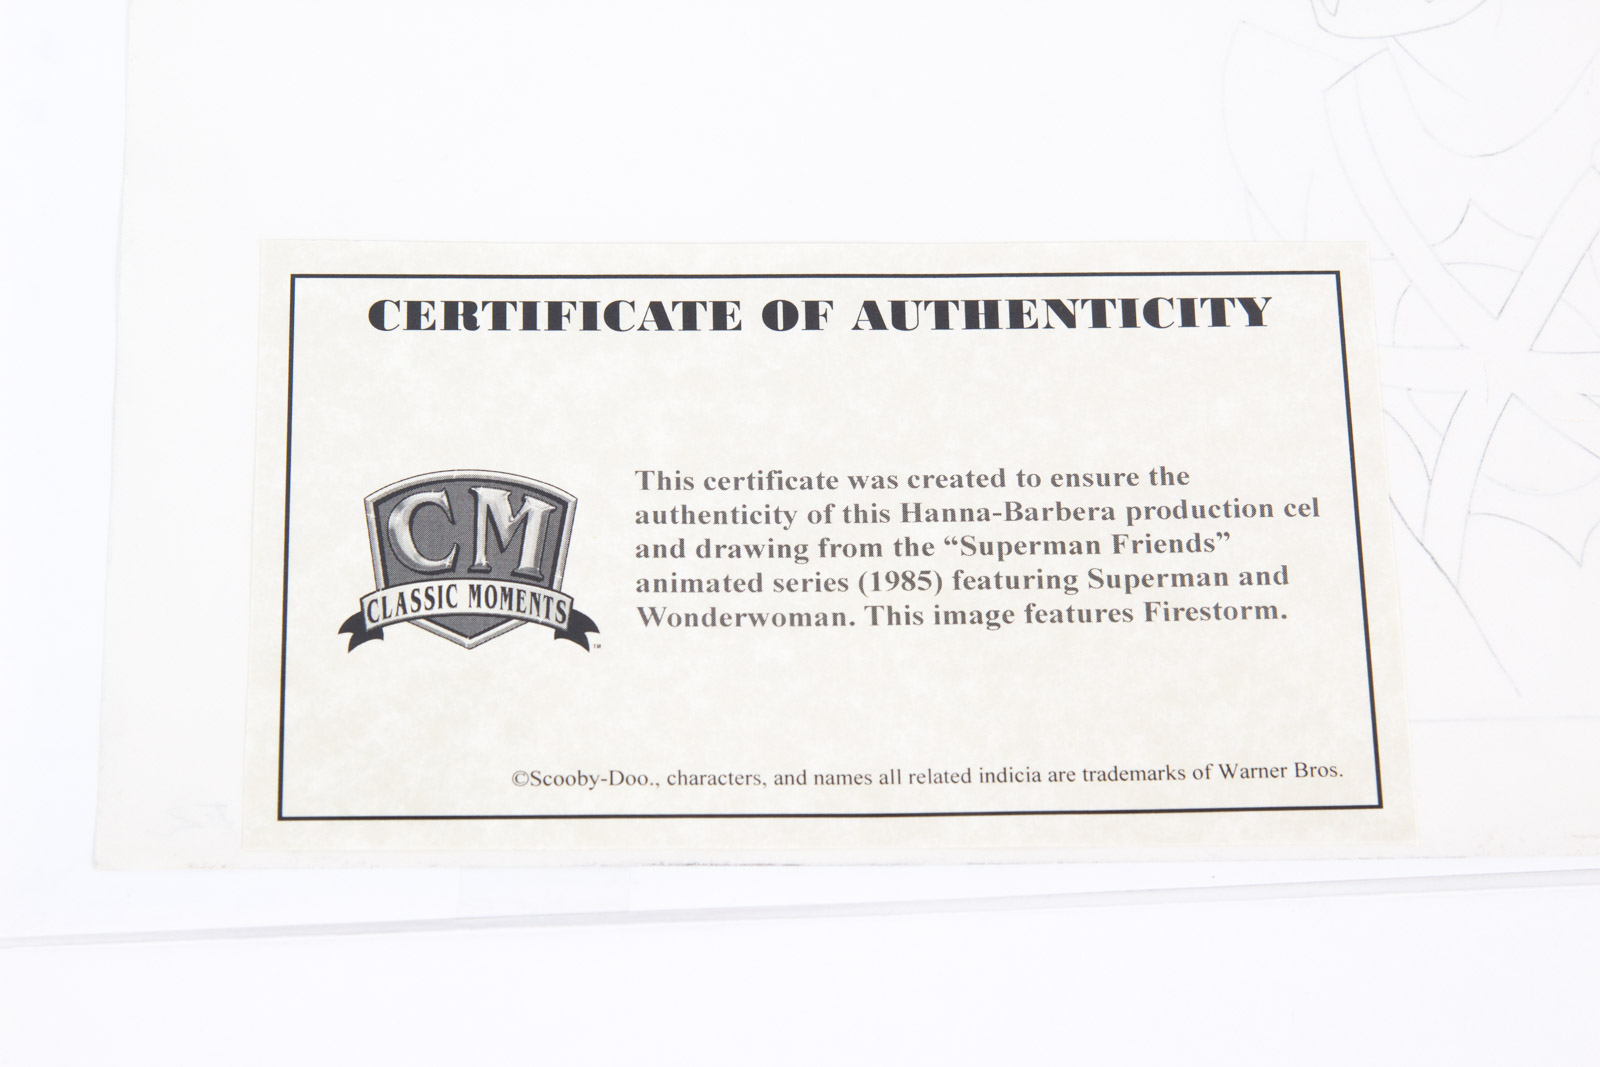 CERTIFICATE OF AUTHENTICITY
CM
CLASSIC MOMENTS
™
This certificate was created to ensure the
authenticity of this Hanna-Barbera production cel
and drawing from the “Superman Friends”
animated series (1985) featuring Superman and
Wonderwoman. This image features Firestorm.
©Scooby-Doo., characters, and names all related indicia are trademarks of Warner Bros.